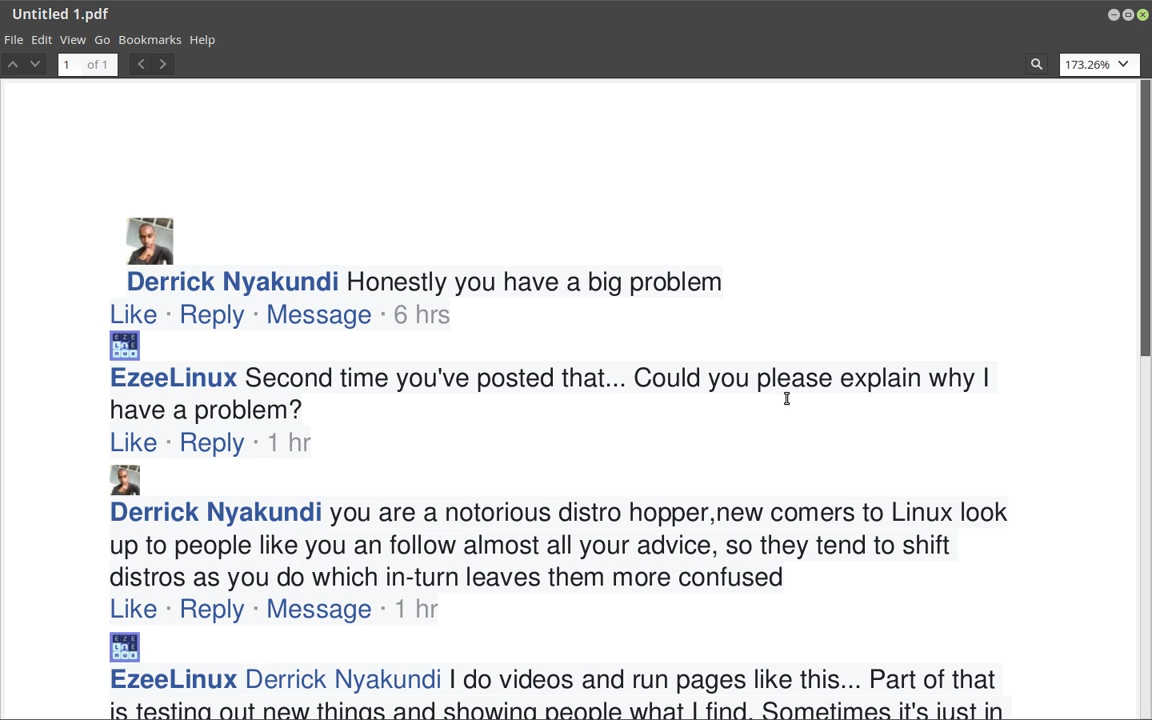 Untitled 1.pdf
File Edit View Go Bookmarks Help
1 of 1 173.26%
Derrick Nyakundi Honestly you have a big problem
Like · Reply · Message · 6 hrs
EzeeLinux Second time you've posted that... Could you please explain why I
have a problem?
Like · Reply · 1 hr
Derrick Nyakundi you are a notorious distro hopper,new comers to Linux look
up to people like you an follow almost all your advice, so they tend to shift
distros as you do which in-turn leaves them more confused
Like · Reply · Message · 1 hr
EzeeLinux Derrick Nyakundi I do videos and run pages like this... Part of that
is testing out new things and showing people what I find. Sometimes it's just in